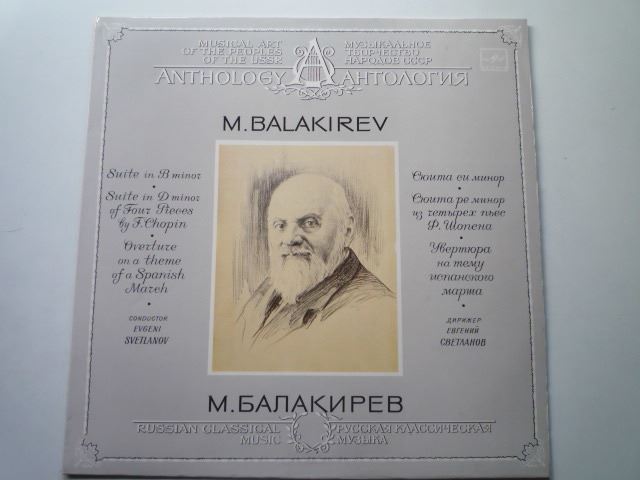 MUSICAL ART
OF THE PEOPLES
OF THE USSR
ANTHOLOGY
МУЗЫКАЛЬНОЕ
ТВОРЧЕСТВО
НАРОДОВ СССР
АНТОЛОГИЯ
M. BALAKIREV
Suite in B minor
Suite in D minor
of Four Pieces
by F. Chopin
Overture
on a theme
of a Spanish
March
CONDUCTOR
EVGENI
SVETLANOV
Сюита си минор
Сюита ре минор
из четырех пьес
Ф. Шопена
Увертюра
на тему
испанского
марша
ДИРИЖЕР
ЕВГЕНИЙ
СВЕТЛАНОВ
М. БАЛАКИРЕВ
RUSSIAN CLASSICAL
MUSIC
РУССКАЯ КЛАССИЧЕСКАЯ
МУЗЫКА